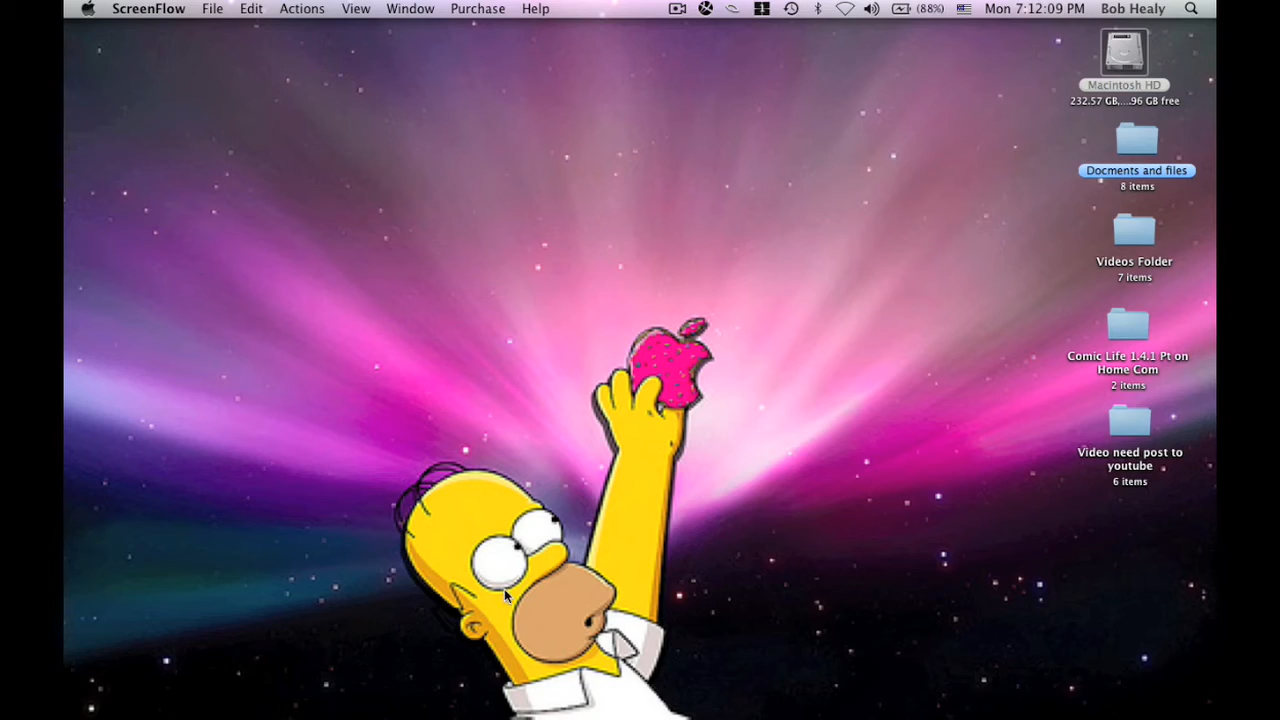 ScreenFlow File Edit Actions View Window Purchase Help 1 (88%) Mon 7:12:09 PM Bob Healy
Macintosh HD
232.57 GB,...96 GB free
Docments and files
8 items
Videos Folder
7 items
Comic Life 1.4.1 Pt on
Home Com
2 items
Video need post to
youtube
6 items